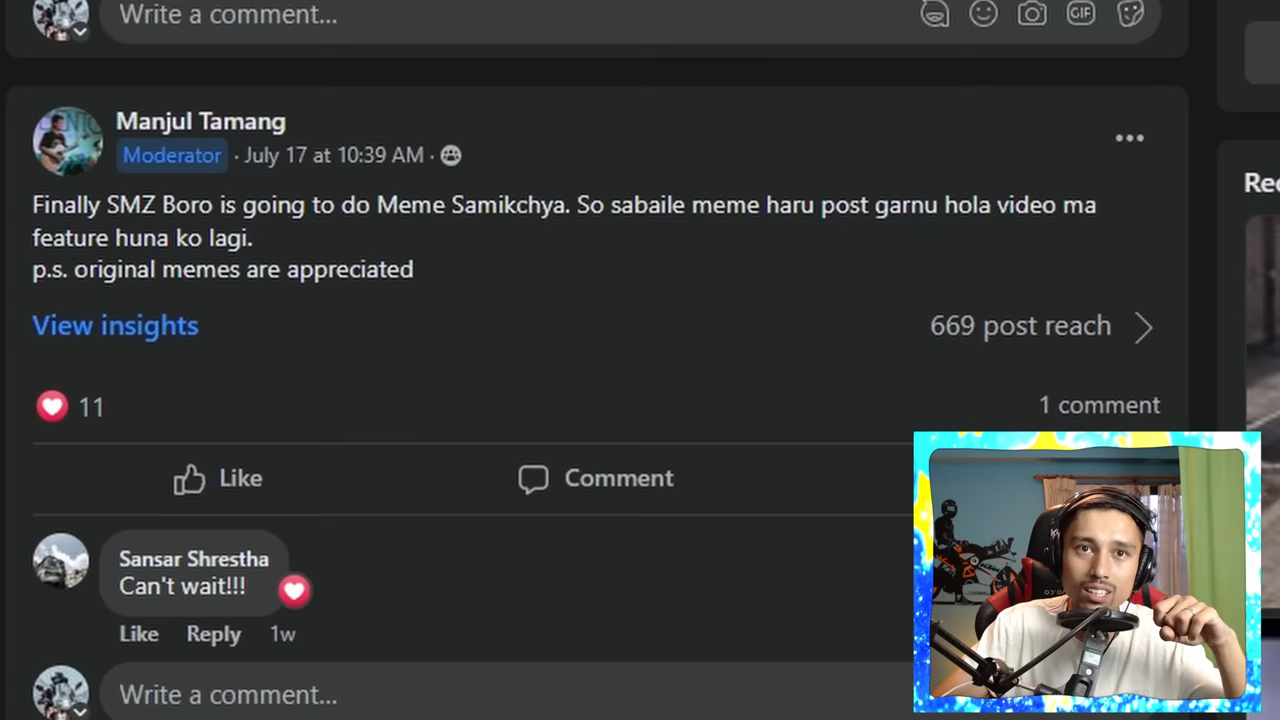 Write a comment...
GIF
Manjul Tamang
Moderator · July 17 at 10:39 AM ·
Finally SMZ Boro is going to do Meme Samikchya. So sabaile meme haru post garnu hola video ma
feature huna ko lagi.
p.s. original memes are appreciated
View insights
669 post reach
11
1 comment
Like
Comment
Sansar Shrestha
Can't wait!!!
Like Reply 1w
Write a comment...